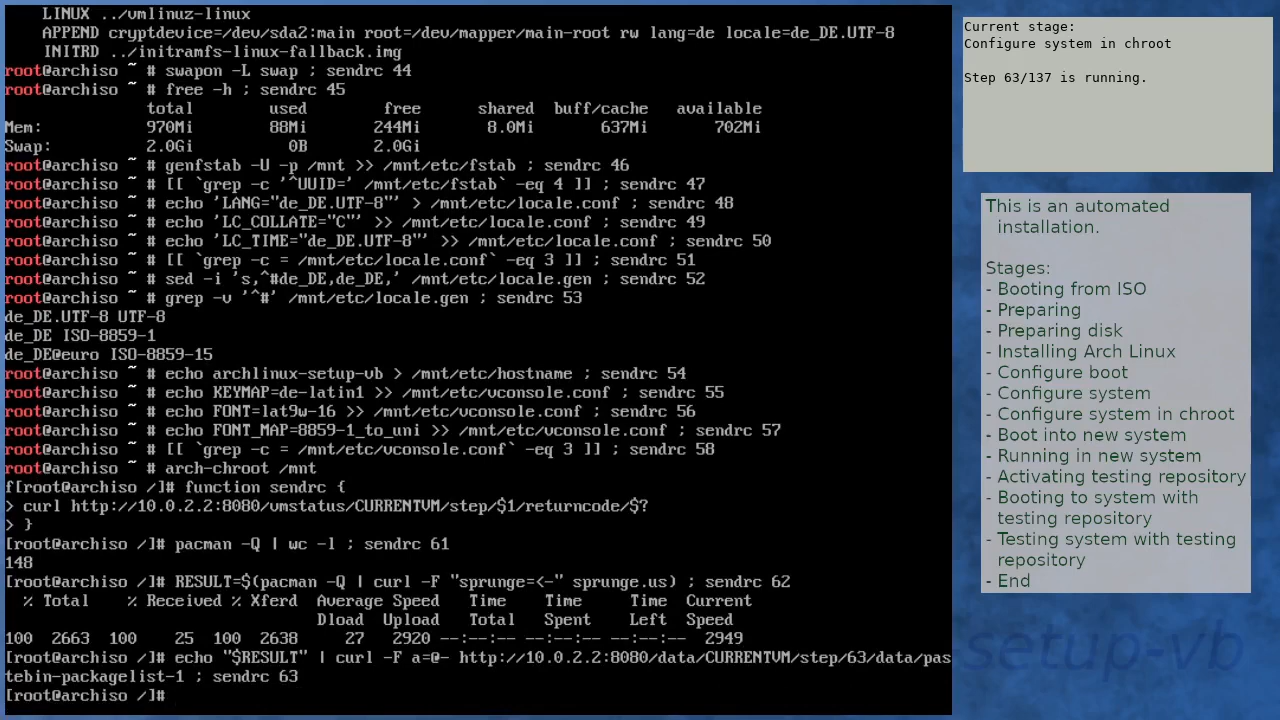 LINUX ../vmlinuz-linux
APPEND cryptdevice=/dev/sda2:main root=/dev/mapper/main-root rw lang=de locale=de_DE.UTF-8
INITRD ../initramfs-linux-fallback.img
root@archiso ~ # swapon -L swap ; sendrc 44
root@archiso ~ # free -h ; sendrc 45
total used free shared buff/cache available
Mem: 970Mi 88Mi 244Mi 8.0Mi 637Mi 702Mi
Swap: 2.0Gi 0B 2.0Gi
root@archiso ~ # genfstab -U -p /mnt >> /mnt/etc/fstab ; sendrc 46
root@archiso ~ # [[ `grep -c '^UUID=' /mnt/etc/fstab` -eq 4 ]] ; sendrc 47
root@archiso ~ # echo 'LANG="de_DE.UTF-8"' > /mnt/etc/locale.conf ; sendrc 48
root@archiso ~ # echo 'LC_COLLATE="C"' >> /mnt/etc/locale.conf ; sendrc 49
root@archiso ~ # echo 'LC_TIME="de_DE.UTF-8"' >> /mnt/etc/locale.conf ; sendrc 50
root@archiso ~ # [[ `grep -c = /mnt/etc/locale.conf` -eq 3 ]] ; sendrc 51
root@archiso ~ # sed -i 's,^#de_DE,de_DE,' /mnt/etc/locale.gen ; sendrc 52
root@archiso ~ # grep -v '^#' /mnt/etc/locale.gen ; sendrc 53
de_DE.UTF-8 UTF-8
de_DE ISO-8859-1
de_DE@euro ISO-8859-15
root@archiso ~ # echo archlinux-setup-vb > /mnt/etc/hostname ; sendrc 54
root@archiso ~ # echo KEYMAP=de-latin1 >> /mnt/etc/vconsole.conf ; sendrc 55
root@archiso ~ # echo FONT=lat9w-16 >> /mnt/etc/vconsole.conf ; sendrc 56
root@archiso ~ # echo FONT_MAP=8859-1_to_uni >> /mnt/etc/vconsole.conf ; sendrc 57
root@archiso ~ # [[ `grep -c = /mnt/etc/vconsole.conf` -eq 3 ]] ; sendrc 58
root@archiso ~ # arch-chroot /mnt
f[root@archiso /]# function sendrc {
> curl http://10.0.2.2:8080/vmstatus/CURRENTVM/step/$1/returncode/$?
> }
[root@archiso /]# pacman -Q | wc -l ; sendrc 61
148
[root@archiso /]# RESULT=$(pacman -Q | curl -F "sprunge=<-" sprunge.us) ; sendrc 62
% Total % Received % Xferd Average Speed Time Time Time Current
Dload Upload Total Spent Left Speed
100 2663 100 25 100 2638 27 2920 --:--:-- --:--:-- --:--:-- 2949
[root@archiso /]# echo "$RESULT" | curl -F a=@- http://10.0.2.2:8080/data/CURRENTVM/step/63/data/pas
tebin-packagelist-1 ; sendrc 63
[root@archiso /]#
Current stage:
Configure system in chroot
Step 63/137 is running.
This is an automated
installation.
Stages:
- Booting from ISO
- Preparing
- Preparing disk
- Installing Arch Linux
- Configure boot
- Configure system
- Configure system in chroot
- Boot into new system
- Running in new system
- Activating testing repository
- Booting to system with
testing repository
- Testing system with testing
repository
- End
setup-vb